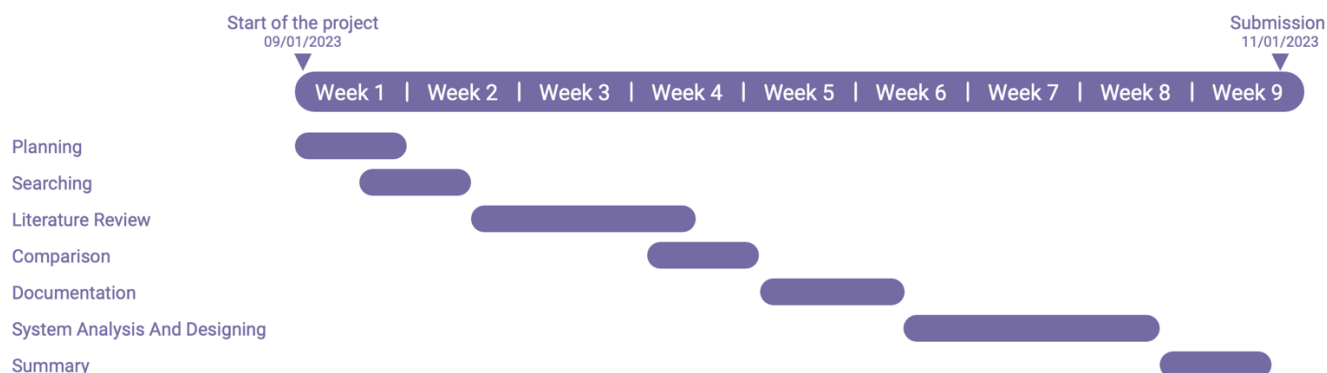 Start of the project
09/01/2023
Submission
11/01/2023
Week 1 | Week 2 | Week 3 | Week 4 | Week 5 | Week 6 | Week 7 | Week 8 | Week 9
Planning
Searching
Literature Review
Comparison
Documentation
System Analysis And Designing
Summary